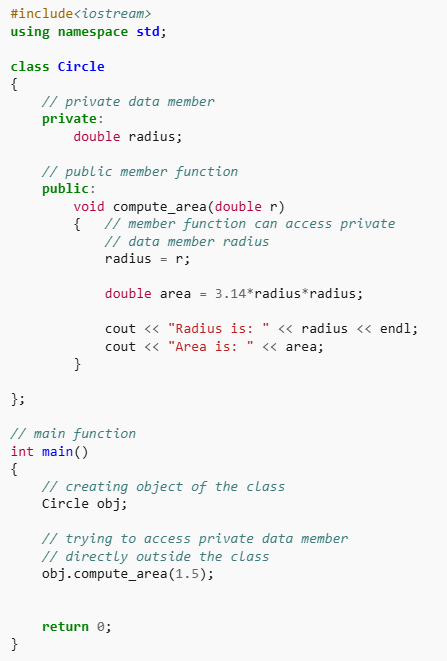 #include<iostream>
using namespace std;
class Circle
{
    // private data member
    private:
        double radius;
    // public member function
    public:
        void compute_area(double r)
        {   // member function can access private
            // data member radius
            radius = r;
            double area = 3.14*radius*radius;
            cout << "Radius is: " << radius << endl;
            cout << "Area is: " << area;
        }
};
// main function
int main()
{
    // creating object of the class
    Circle obj;
    // trying to access private data member
    // directly outside the class
    obj.compute_area(1.5);
    return 0;
}